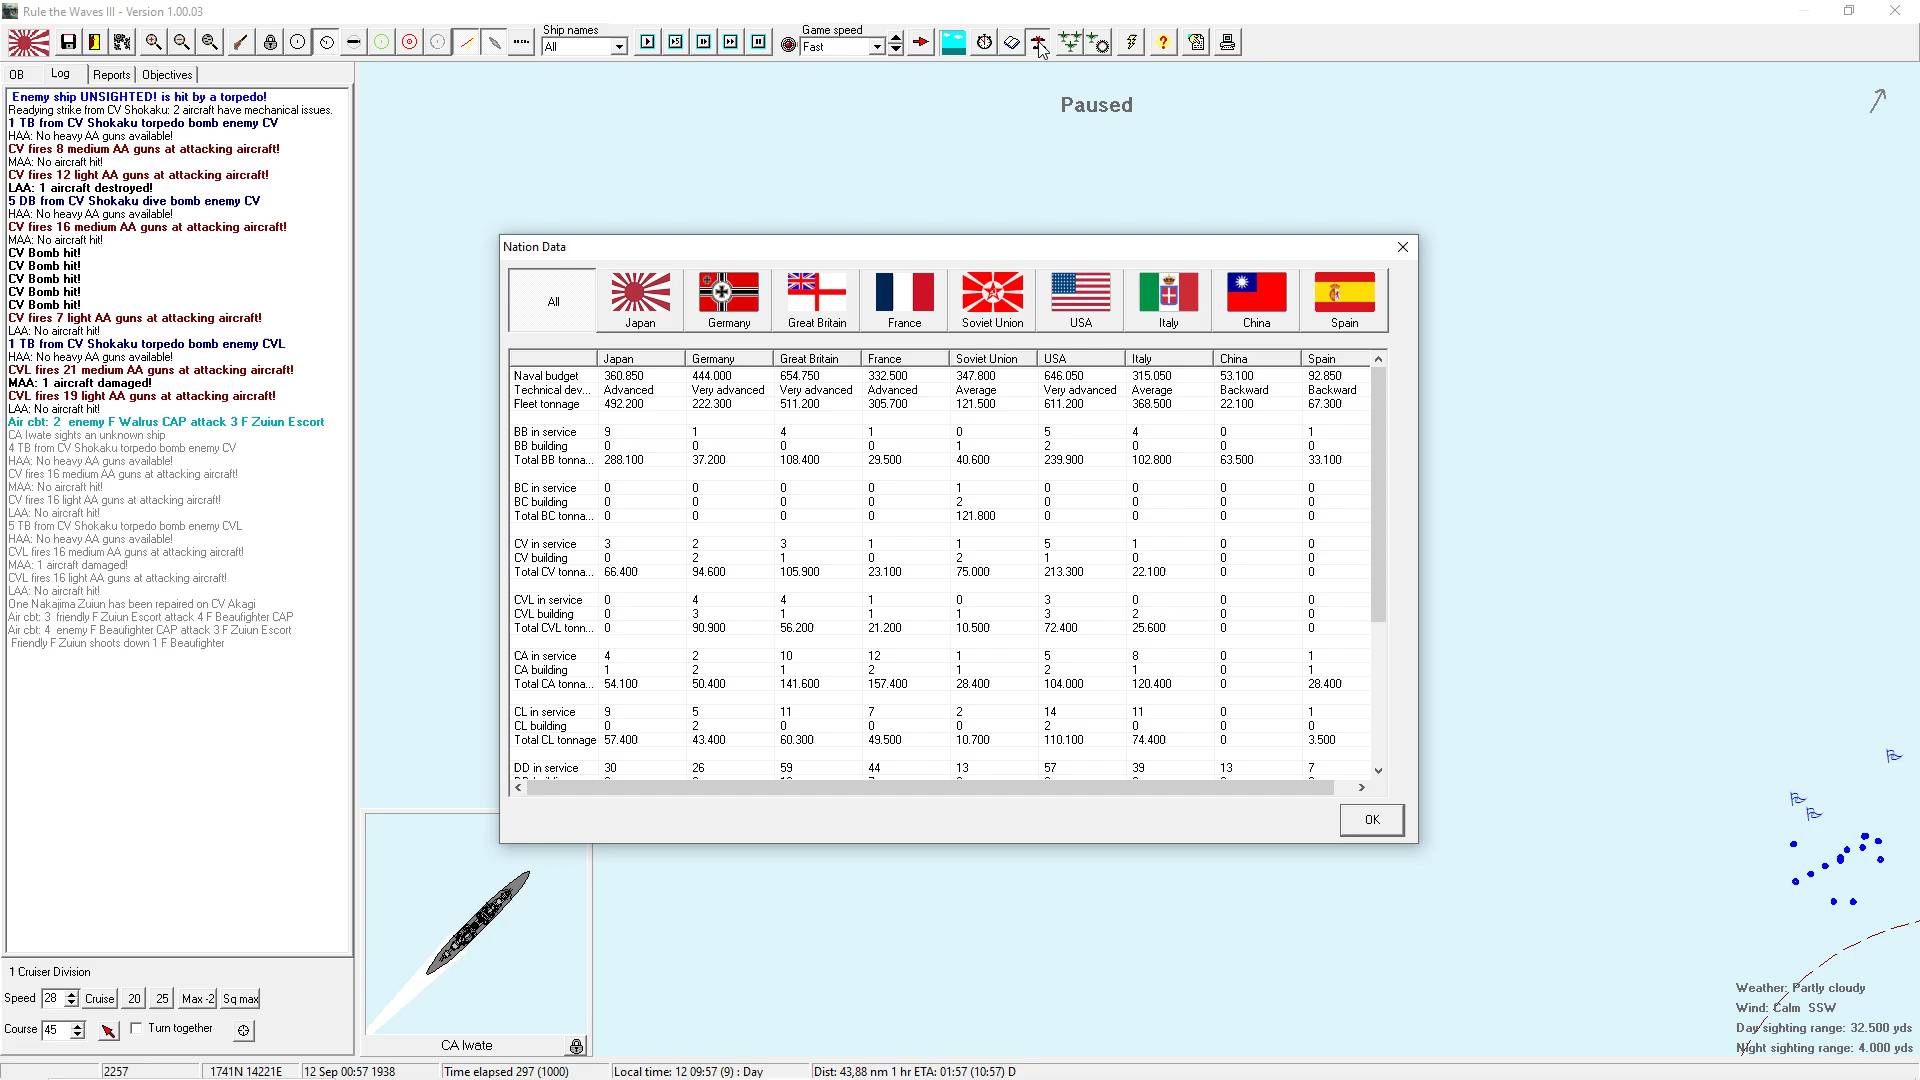 Rule the Waves III - Version 1.00.03
Ship names
All
Game speed
Fast
OB Log Reports Objectives
Enemy ship UNSIGHTED! is hit by a torpedo!
Readying strike from CV Shokaku: 2 aircraft have mechanical issues.
1 TB from CV Shokaku torpedo bomb enemy CV
HAA: No heavy AA guns available!
CV fires 8 medium AA guns at attacking aircraft!
MAA: No aircraft hit!
CV fires 12 light AA guns at attacking aircraft!
LAA: 1 aircraft destroyed!
5 DB from CV Shokaku dive bomb enemy CV
HAA: No heavy AA guns available!
CV fires 16 medium AA guns at attacking aircraft!
MAA: No aircraft hit!
CV Bomb hit!
CV Bomb hit!
CV Bomb hit!
CV Bomb hit!
CV Bomb hit!
CV fires 7 light AA guns at attacking aircraft!
LAA: No aircraft hit!
1 TB from CV Shokaku torpedo bomb enemy CVL
HAA: No heavy AA guns available!
CVL fires 21 medium AA guns at attacking aircraft!
MAA: 1 aircraft damaged!
CVL fires 19 light AA guns at attacking aircraft!
LAA: No aircraft hit!
Air cbt: 2 enemy F Walrus CAP attack 3 F Zuiun Escort
CA Iwate sights an unknown ship
4 TB from CV Shokaku torpedo bomb enemy CV
HAA: No heavy AA guns available!
CV fires 16 medium AA guns at attacking aircraft!
MAA: No aircraft hit!
CV fires 16 light AA guns at attacking aircraft!
LAA: No aircraft hit!
5 TB from CV Shokaku torpedo bomb enemy CVL
HAA: No heavy AA guns available!
CVL fires 16 medium AA guns at attacking aircraft!
MAA: 1 aircraft damaged!
CVL fires 16 light AA guns at attacking aircraft!
LAA: No aircraft hit!
One Nakajima Zuiun has been repaired on CV Akagi
Air cbt: 3 friendly F Zuiun Escort attack 4 F Beaufighter CAP
Air cbt: 4 enemy F Beaufighter CAP attack 3 F Zuiun Escort
Friendly F Zuiun shoots down 1 F Beaufighter
Paused
Nation Data
All Japan Germany Great Britain France Soviet Union USA Italy China Spain
Japan Germany Great Britain France Soviet Union USA Italy China Spain
Naval budget 360.850 444.000 654.750 332.500 347.800 646.050 315.050 53.100 92.850
Technical dev... Advanced Very advanced Very advanced Advanced Average Very advanced Average Backward Backward
Fleet tonnage 492.200 222.300 511.200 305.700 121.500 611.200 368.500 22.100 67.300
BB in service 9 1 4 1 0 5 4 0 1
BB building 0 0 0 0 1 2 0 0 0
Total BB tonna... 288.100 37.200 108.400 29.500 40.600 239.900 102.800 63.500 33.100
BC in service 0 0 0 0 1 0 0 0 0
BC building 0 0 0 0 2 0 0 0 0
Total BC tonna... 0 0 0 0 121.800 0 0 0 0
CV in service 3 2 3 1 1 5 1 0 0
CV building 0 2 1 0 2 1 0 0 0
Total CV tonna... 66.400 94.600 105.900 23.100 75.000 213.300 22.100 0 0
CVL in service 0 4 4 1 0 3 0 0 0
CVL building 0 3 1 1 1 3 2 0 0
Total CVL tonn... 0 90.900 56.200 21.200 10.500 72.400 25.600 0 0
CA in service 4 2 10 12 1 5 8 0 1
CA building 1 2 1 2 1 2 1 0 1
Total CA tonna... 54.100 50.400 141.600 157.400 28.400 104.000 120.400 0 28.400
CL in service 9 5 11 7 2 14 11 0 1
CL building 0 2 0 0 0 2 0 0 0
Total CL tonnage 57.400 43.400 60.300 49.500 10.700 110.100 74.400 0 3.500
DD in service 30 26 59 44 13 57 39 13 7
OK
1 Cruiser Division
Speed 28 Cruise 20 25 Max -2 Sq max
Course 45 Turn together
CA Iwate
Weather: Partly cloudy
Wind: Calm SSW
Day sighting range: 32.500 yds
Night sighting range: 4.000 yds
2257 1741N 14221E 12 Sep 00:57 1938 Time elapsed 297 (1000) Local time: 12 09:57 (9) : Day Dist: 43,88 nm 1 hr ETA: 01:57 (10:57) D